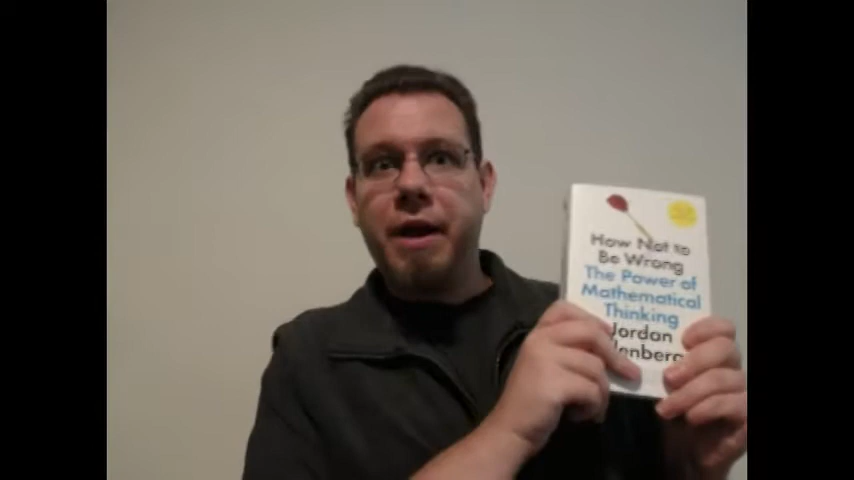 How Not to
Be Wrong
The Power of
Mathematical
Thinking
Jordan